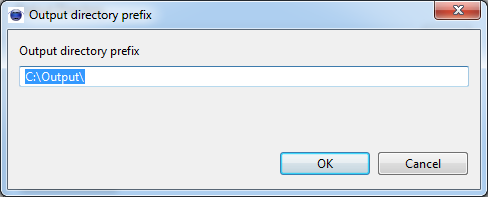 Output directory prefix
Output directory prefix
C:\Output\
OK
Cancel